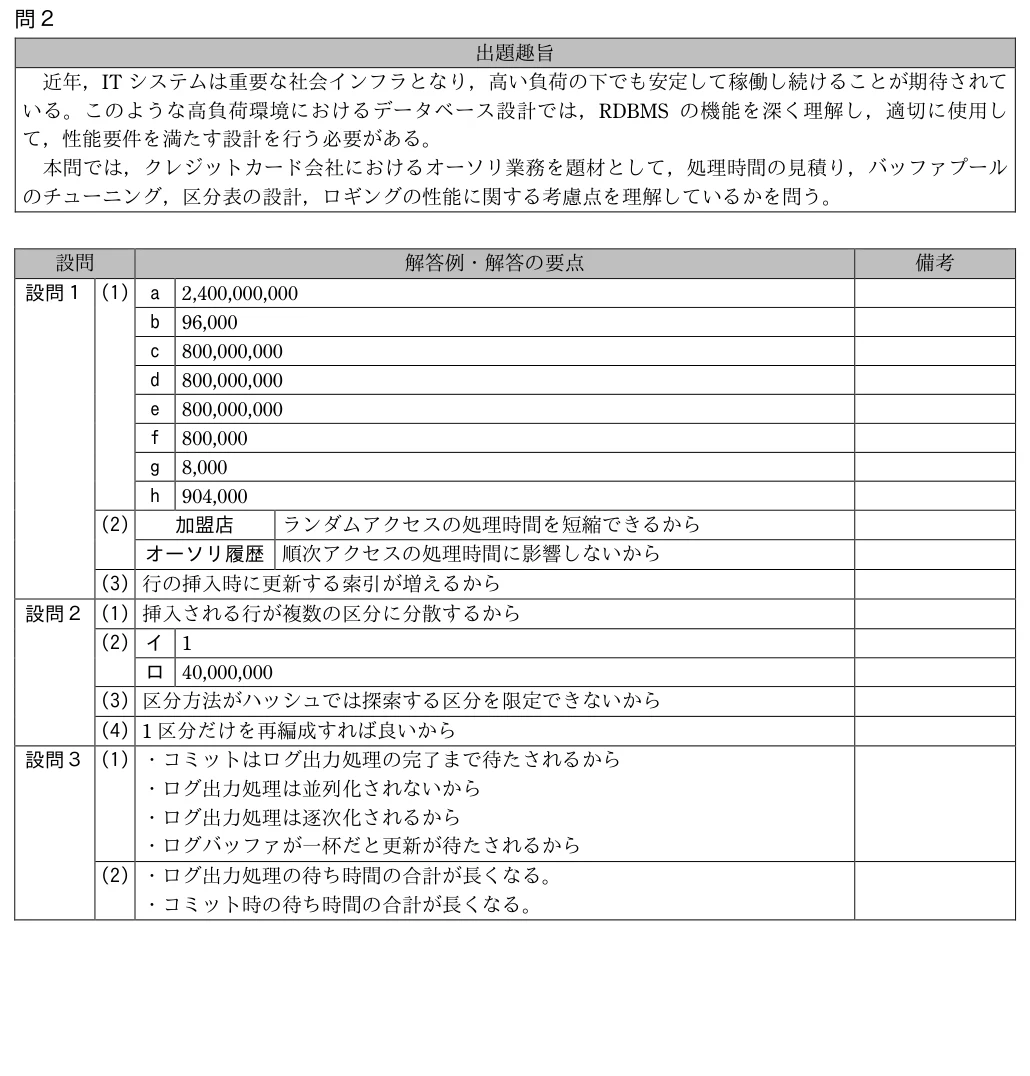 問2
出題趣旨
近年，IT システムは重要な社会インフラとなり，高い負荷の下でも安定して稼働し続けることが期待されて
いる。このような高負荷環境におけるデータベース設計では，RDBMS の機能を深く理解し，適切に使用し
て，性能要件を満たす設計を行う必要がある。
本問では，クレジットカード会社におけるオーソリ業務を題材として，処理時間の見積り，バッファプール
のチューニング，区分表の設計，ロギングの性能に関する考慮点を理解しているかを問う。
設問 解答例・解答の要点 備考
設問1 (1) a 2,400,000,000
b 96,000
c 800,000,000
d 800,000,000
e 800,000,000
f 800,000
g 8,000
h 904,000
(2) 加盟店 ランダムアクセスの処理時間を短縮できるから
オーソリ履歴 順次アクセスの処理時間に影響しないから
(3) 行の挿入時に更新する索引が増えるから
設問2 (1) 挿入される行が複数の区分に分散するから
(2) イ 1
ロ 40,000,000
(3) 区分方法がハッシュでは探索する区分を限定できないから
(4) 1区分だけを再編成すれば良いから
設問3 (1) ・コミットはログ出力処理の完了まで待たされるから
・ログ出力処理は並列化されないから
・ログ出力処理は逐次化されるから
・ログバッファが一杯だと更新が待たされるから
(2) ・ログ出力処理の待ち時間の合計が長くなる。
・コミット時の待ち時間の合計が長くなる。